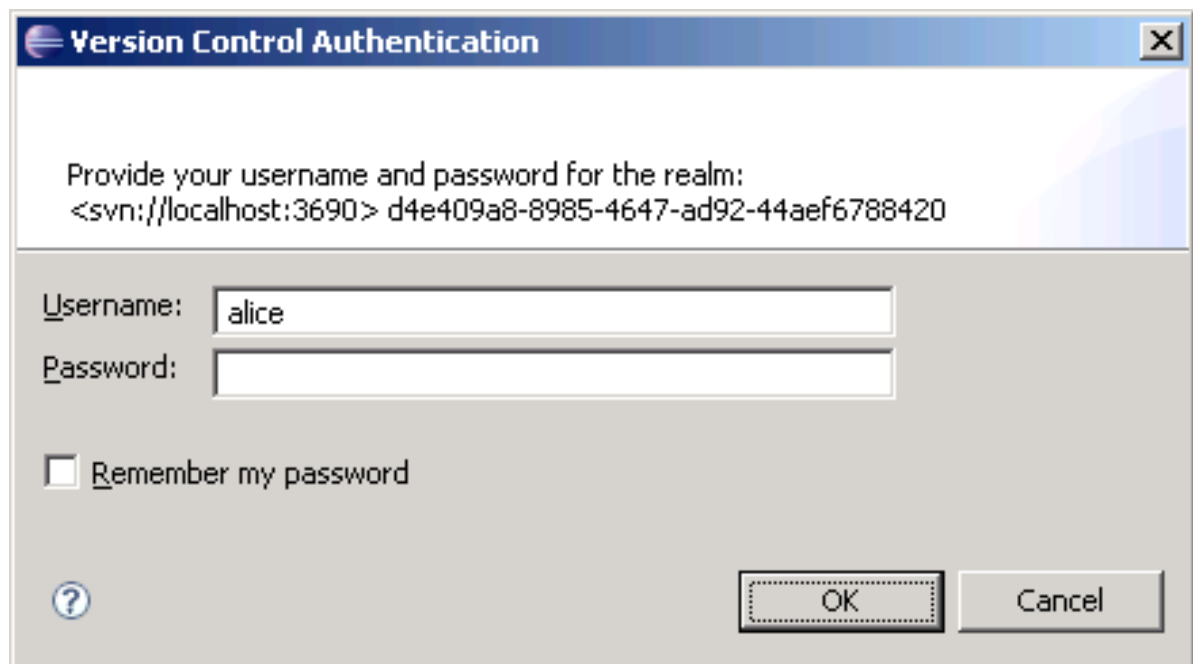 Version Control Authentication
Provide your username and password for the realm:
<svn://localhost:3690> d4e409a8-8985-4647-ad92-44aef6788420
Username: alice
Password:
Remember my password
? OK Cancel